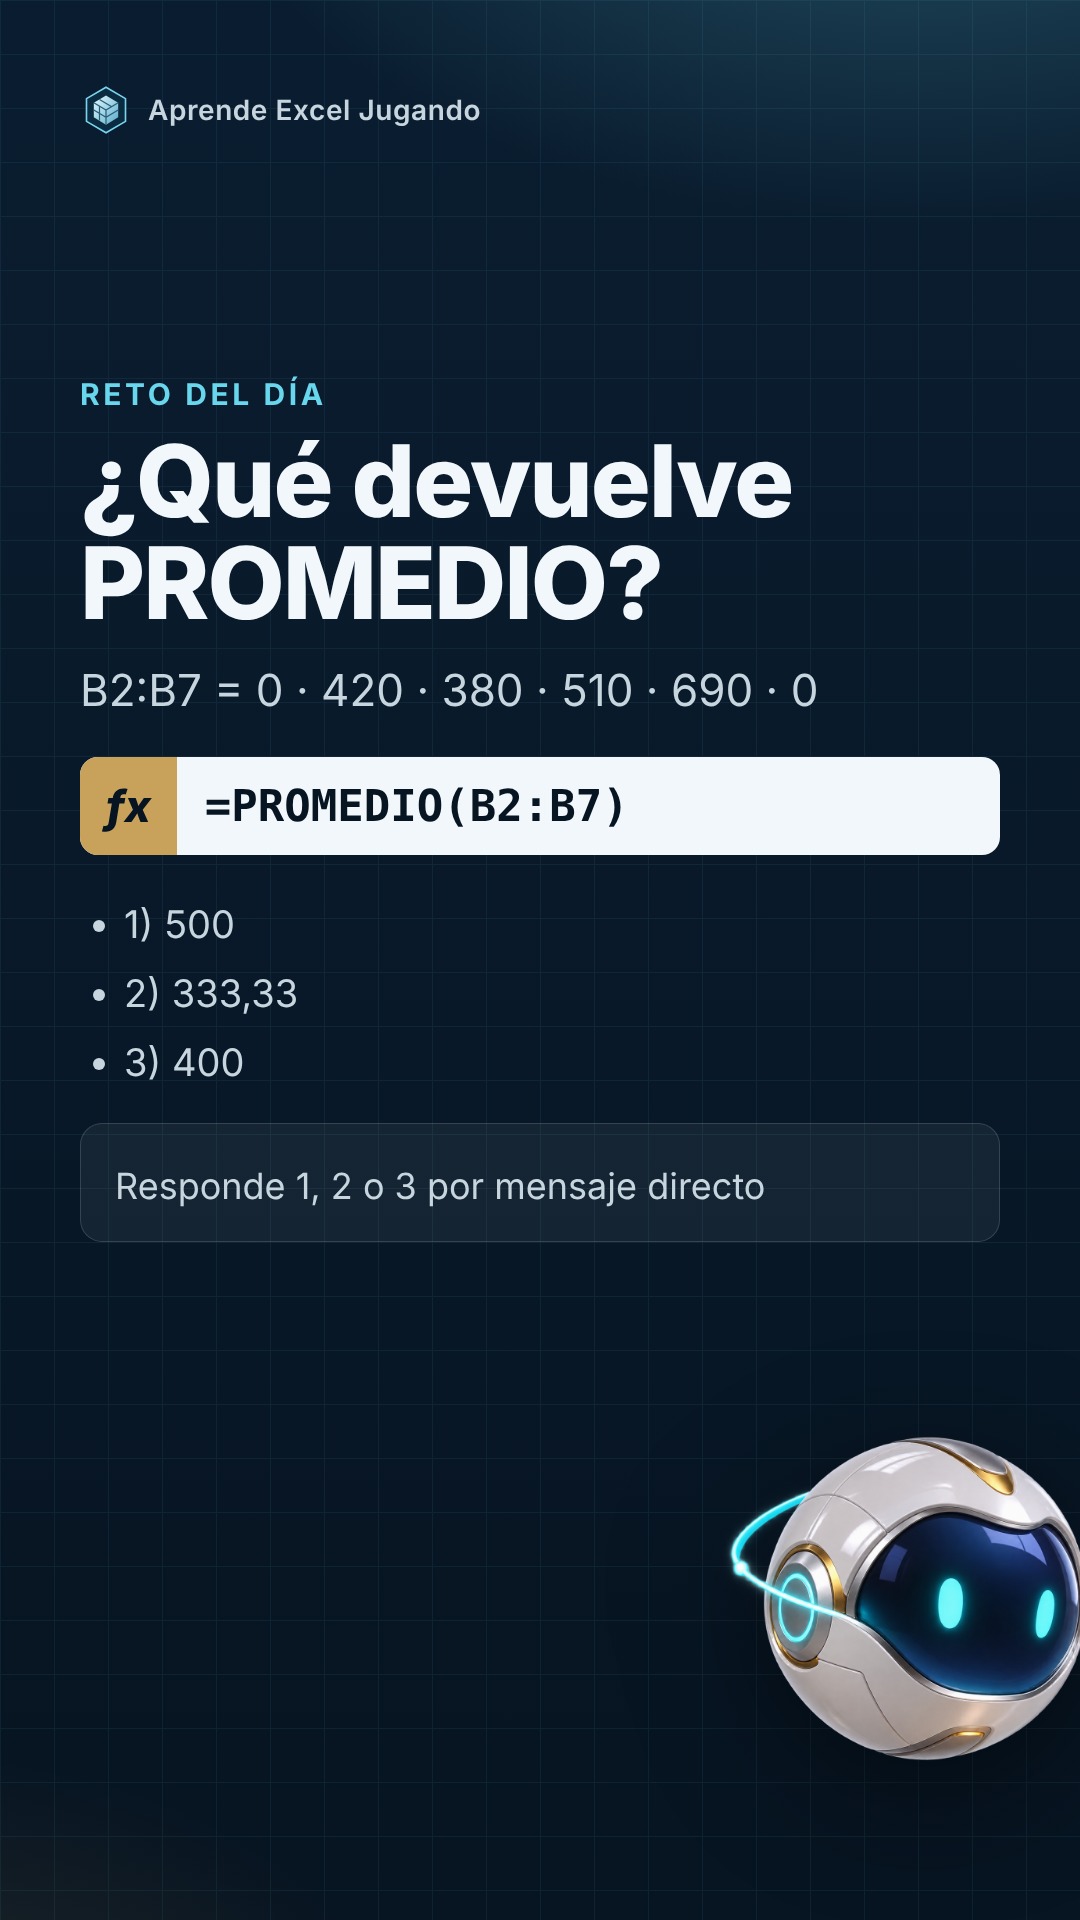 Aprende Excel Jugando
RETO DEL DÍA
¿Qué devuelve
PROMEDIO?
B2:B7 = 0 · 420 · 380 · 510 · 690 · 0
fx =PROMEDIO(B2:B7)
• 1) 500
• 2) 333,33
• 3) 400
Responde 1, 2 o 3 por mensaje directo